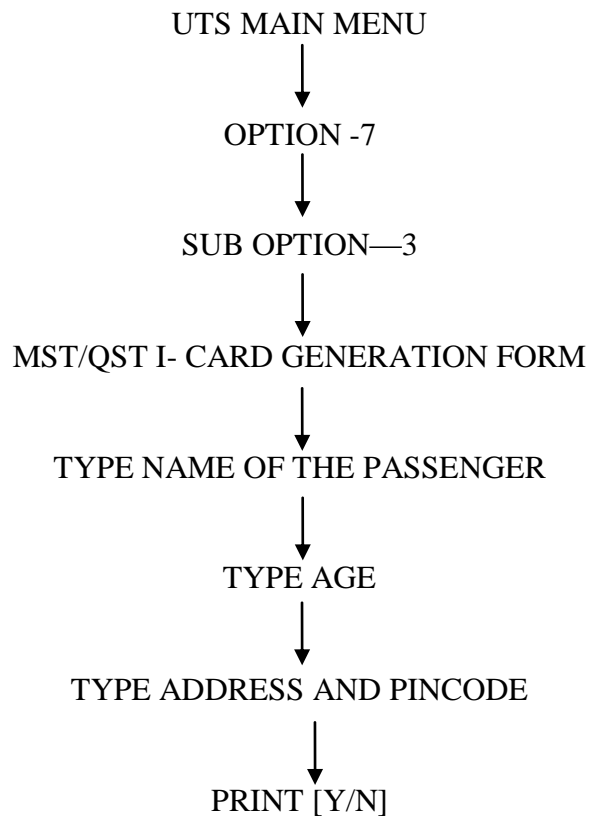 UTS MAIN MENU
OPTION -7
SUB OPTION—3
MST/QST I- CARD GENERATION FORM
TYPE NAME OF THE PASSENGER
TYPE AGE
TYPE ADDRESS AND PINCODE
PRINT [Y/N]